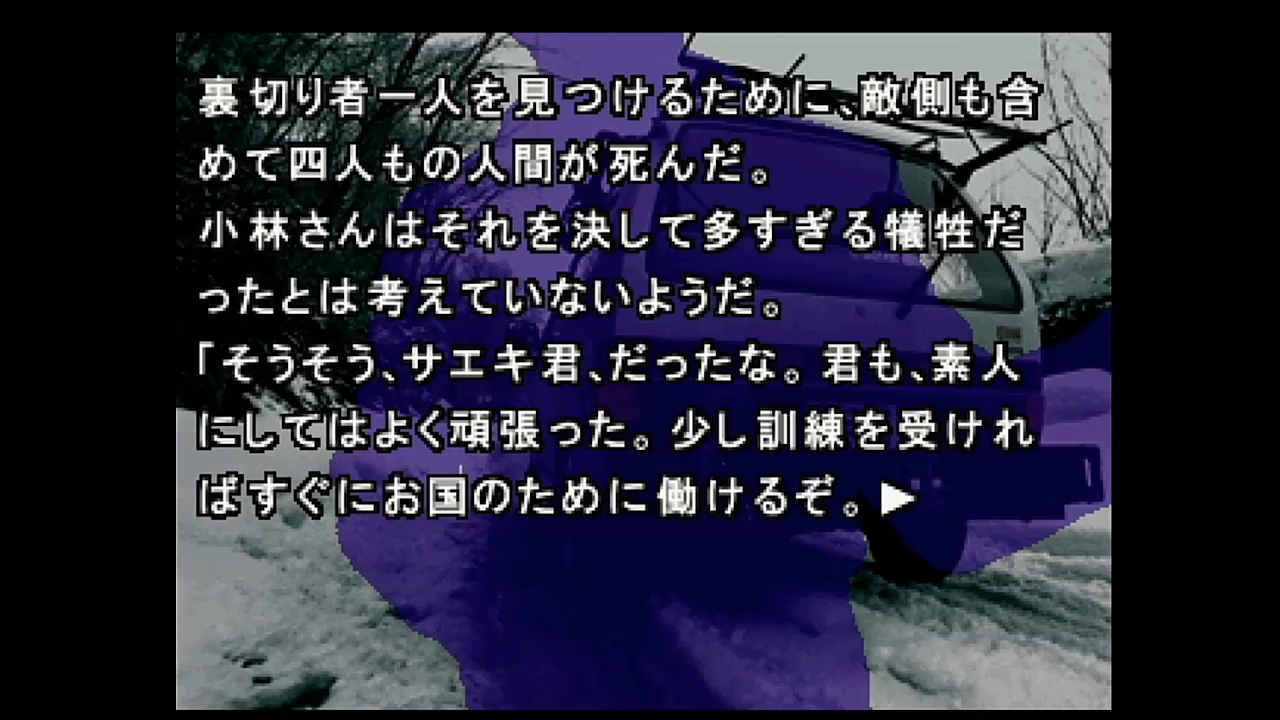 裏切り者一人を見つけるために、敵側も含
めて四人もの人間が死んだ。
小林さんはそれを決して多すぎる犠牲だ
ったとは考えていないようだ。
「そうそう、サエキ君、だったな。君も、素人
にしてはよく頑張った。少し訓練を受けれ
ばすぐにお国のために働けるぞ。▶